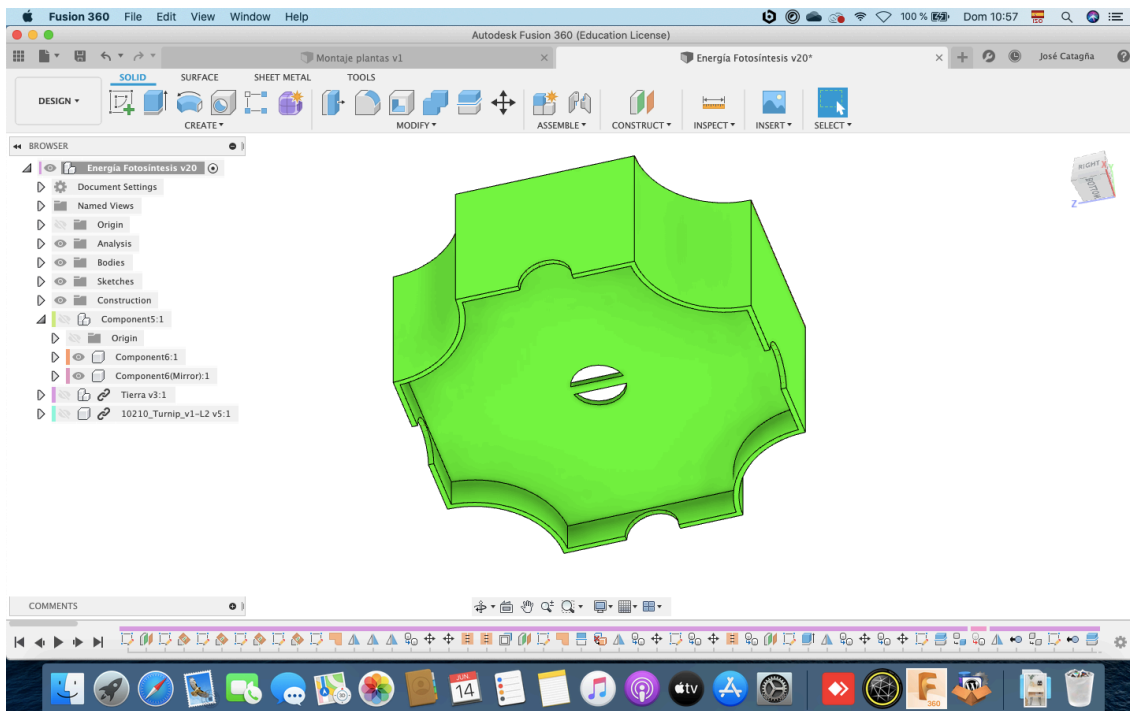 Fusion 360 File Edit View Window Help 100 % Dom 10:57 ISO
Autodesk Fusion 360 (Education License)
Montaje plantas v1 × Energía Fotosíntesis v20* × + José Catagña
SOLID SURFACE SHEET METAL TOOLS
DESIGN ▾
CREATE ▾ MODIFY ▾ ASSEMBLE ▾ CONSTRUCT ▾ INSPECT ▾ INSERT ▾ SELECT ▾
BROWSER
Energía Fotosíntesis v20
Document Settings
Named Views
Origin
Analysis
Bodies
Sketches
Construction
Component5:1
Origin
Component6:1
Component6(Mirror):1
Tierra v3:1
10210_Turnip_v1-L2 v5:1
RIGHT X
BOTTOM
Z
COMMENTS
JUN
14
tv
F
360